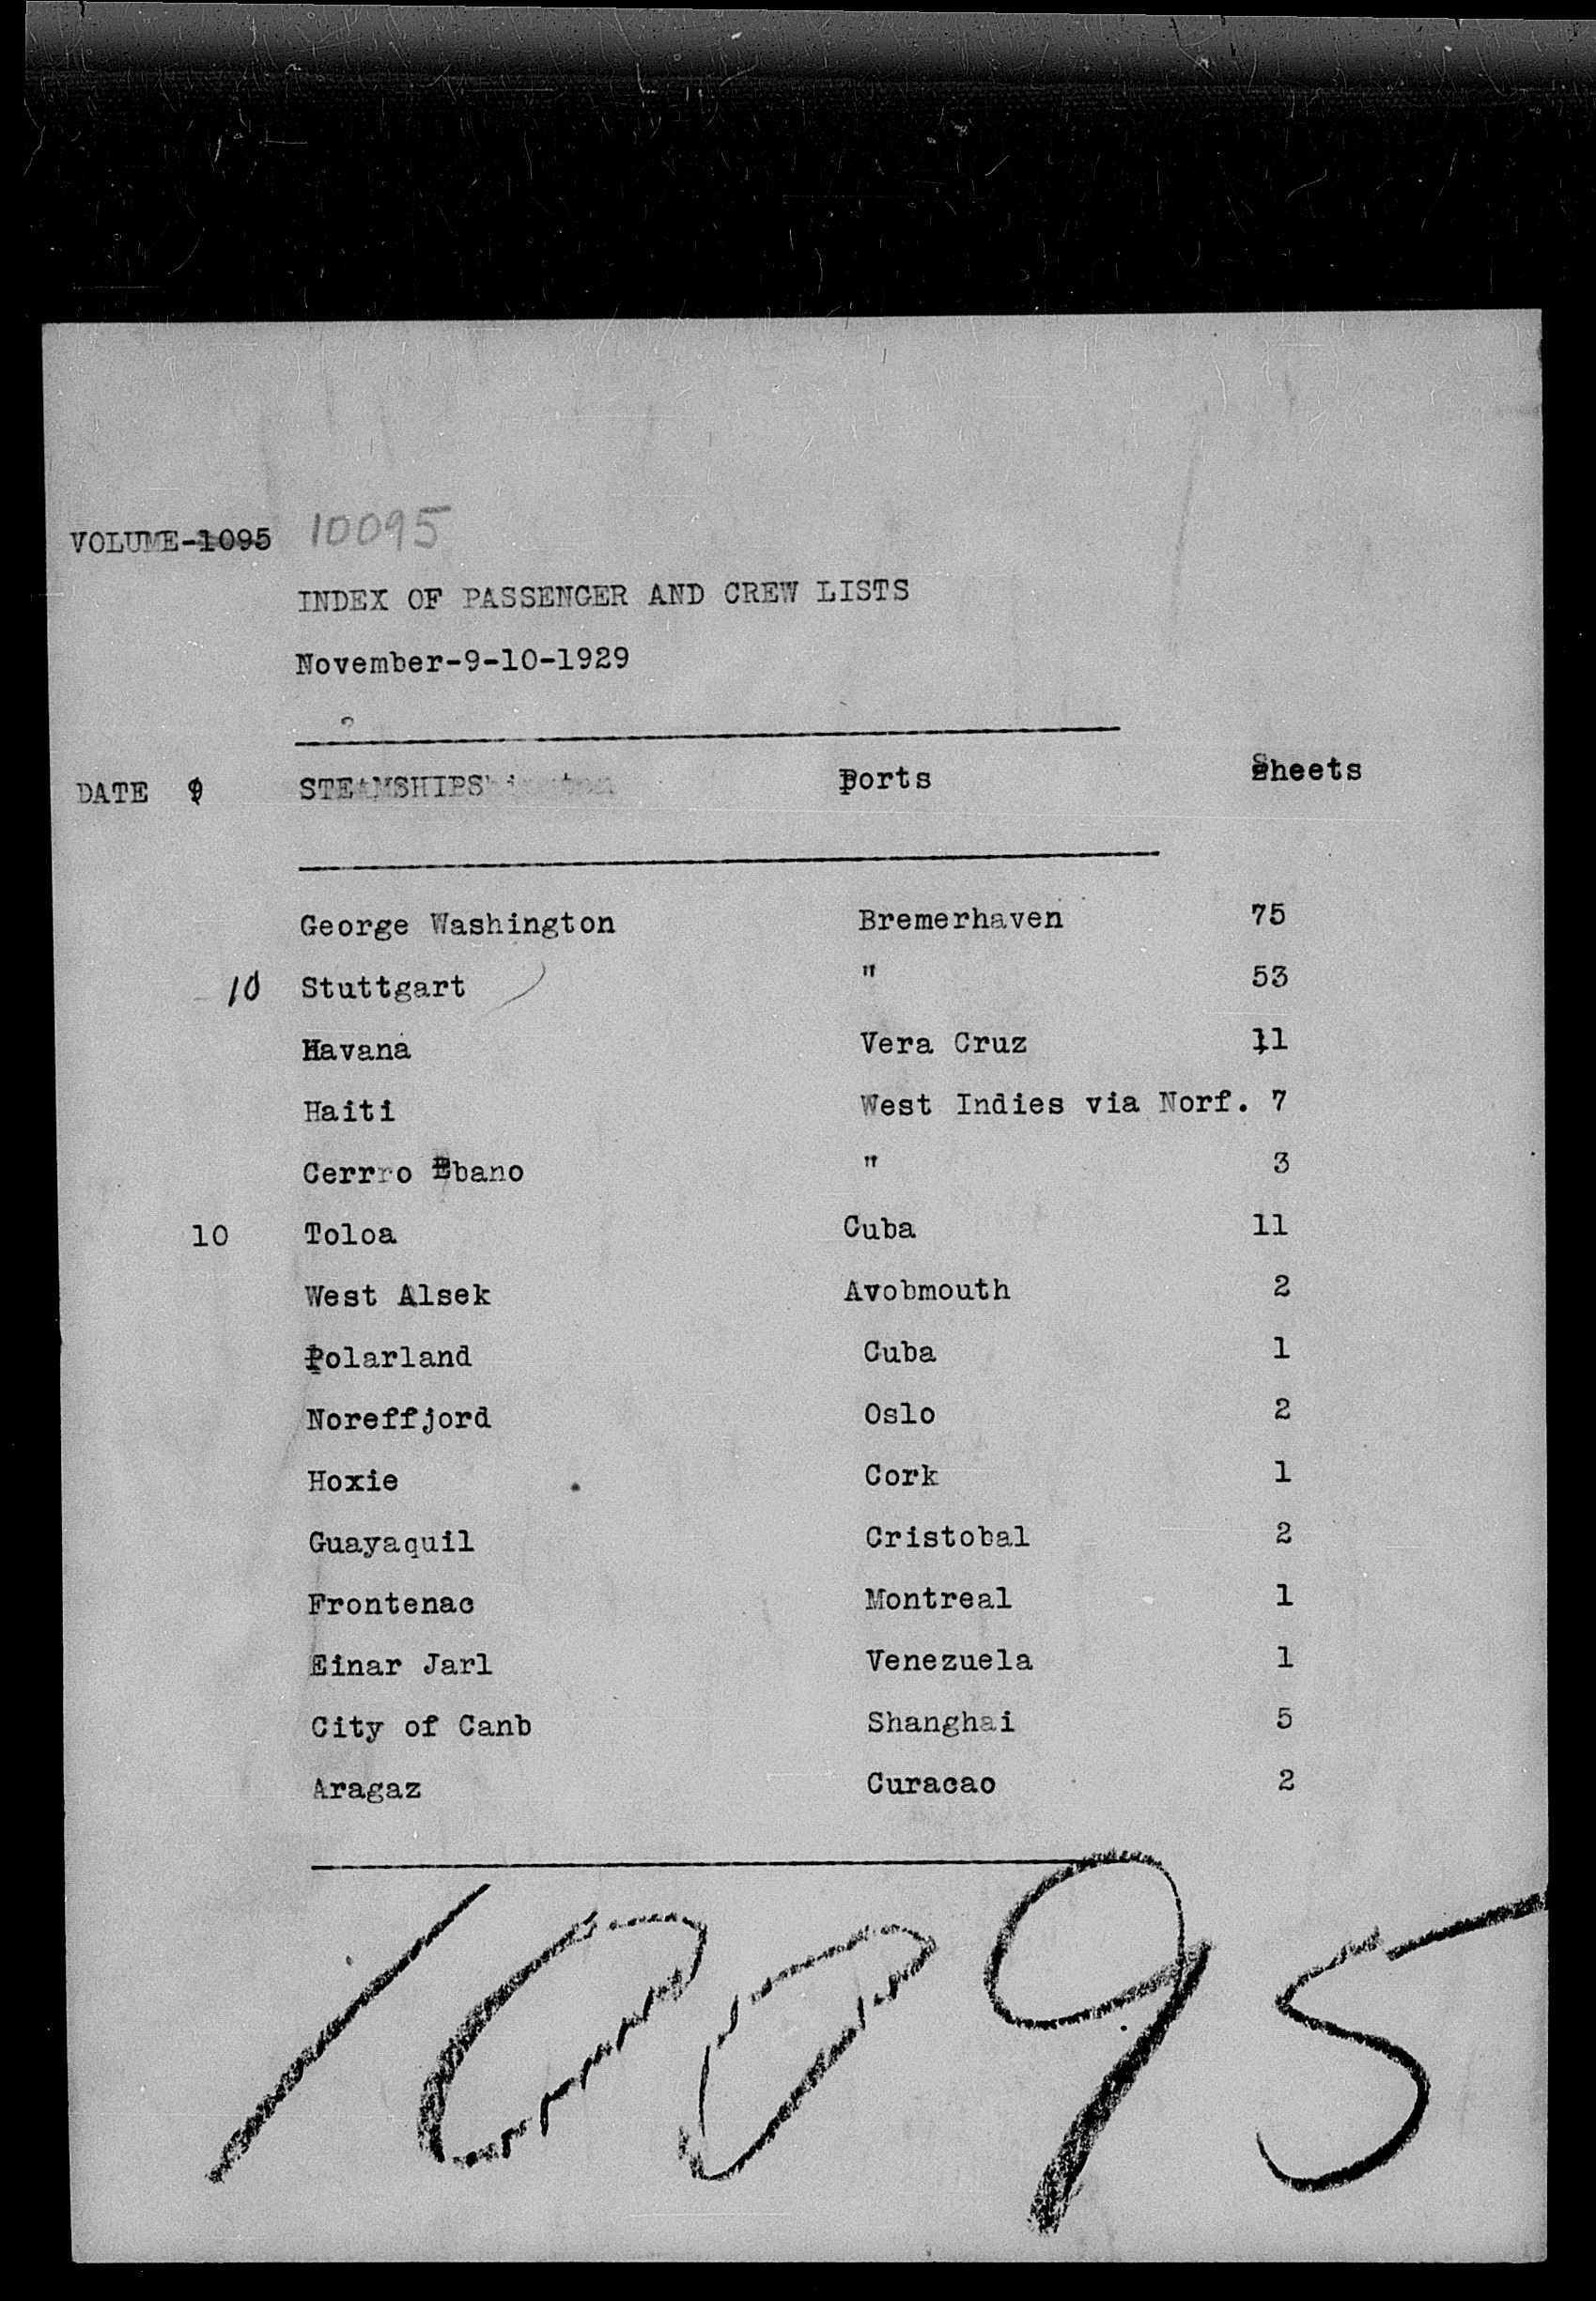 VOLUME-1095 10095
INDEX OF PASSENGER AND CREW LISTS
November-9-10-1929
DATE 9 STEAMSHIPS Ports Sheets
George Washington Bremerhaven 75
10 Stuttgart " 53
Havana Vera Cruz 11
Haiti West Indies via Norf. 7
Cerrro Ebano " 3
10 Toloa Cuba 11
West Alsek Avobmouth 2
Polarland Cuba 1
Noreffjord Oslo 2
Hoxie Cork 1
Guayaquil Cristobal 2
Frontenac Montreal 1
Einar Jarl Venezuela 1
City of Canb Shanghai 5
Aragaz Curacao 2
10095